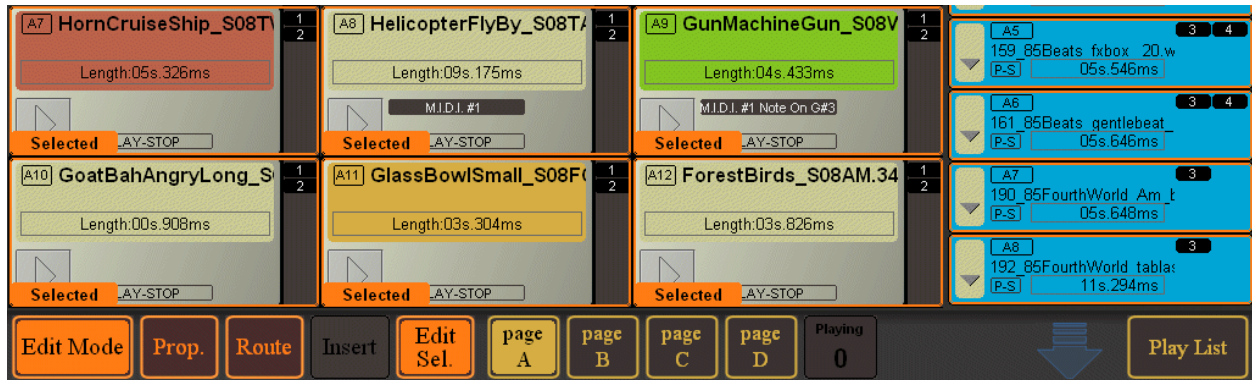 A7 HornCruiseShip_S08T
1
2
Length:05s.326ms
Selected LAY-STOP
A8 HelicopterFlyBy_S08TA
1
2
Length:09s.175ms
M.I.D.I. #1
Selected LAY-STOP
A9 GunMachineGun_S08V
1
2
Length:04s.433ms
M.I.D.I. #1 Note On G#3
Selected LAY-STOP
A10 GoatBahAngryLong_S
1
2
Length:00s.908ms
Selected LAY-STOP
A11 GlassBowlSmall_S08F
1
2
Length:03s.304ms
Selected LAY-STOP
A12 ForestBirds_S08AM.34
1
2
Length:03s.826ms
Selected LAY-STOP
A5 3 4
159_85Beats_fxbox_20.w
P-S 05s.546ms
A6 3 4
161_85Beats_gentlebeat_
P-S 05s.646ms
A7 3
190_85FourthWorld_Am_b
P-S 05s.648ms
A8 3
192_85FourthWorld_tablas
P-S 11s.294ms
Edit Mode
Prop.
Route
Insert
Edit
Sel.
page
A
page
B
page
C
page
D
Playing
0
Play List